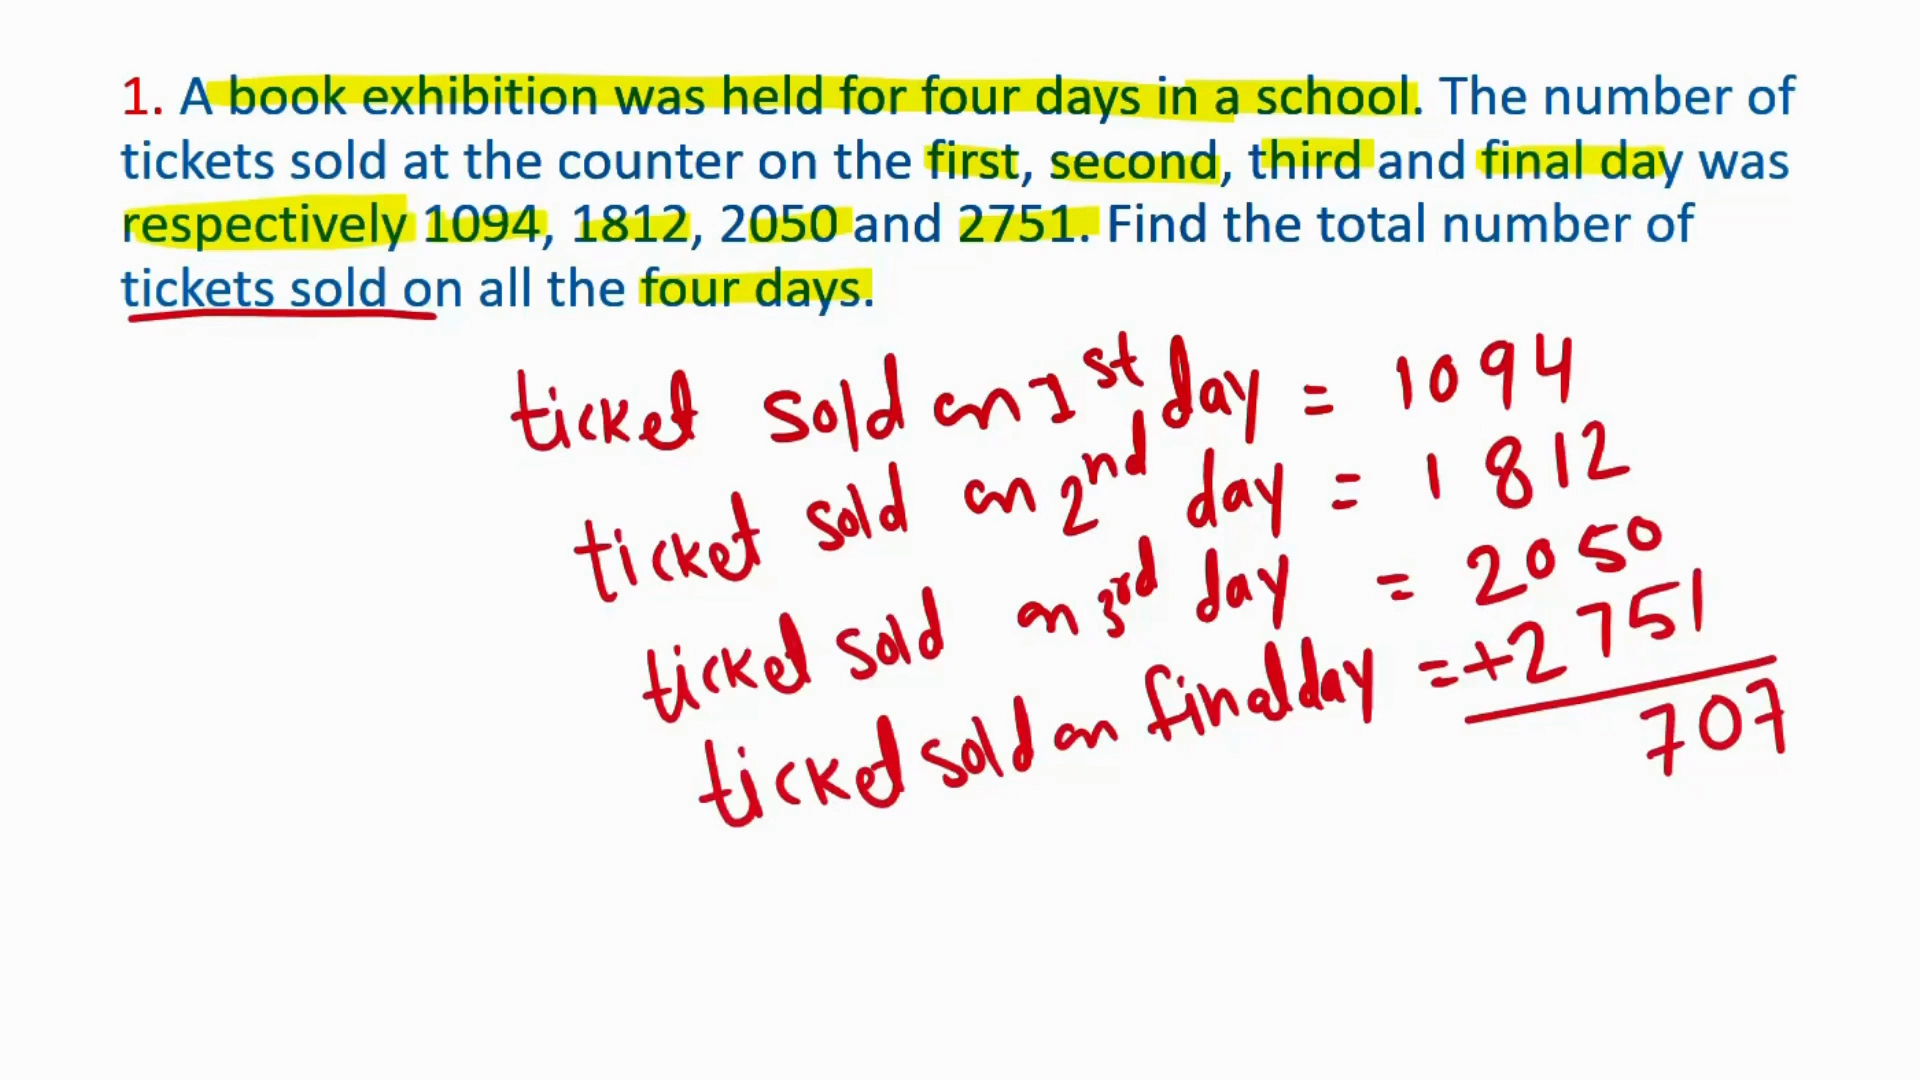 1. A book exhibition was held for four days in a school. The number of
tickets sold at the counter on the first, second, third and final day was
respectively 1094, 1812, 2050 and 2751. Find the total number of
tickets sold on all the four days.
ticket sold on 1st day = 1094
ticket sold on 2nd day = 1812
ticket sold on 3rd day = 2050
ticket sold on final day = +2751
707